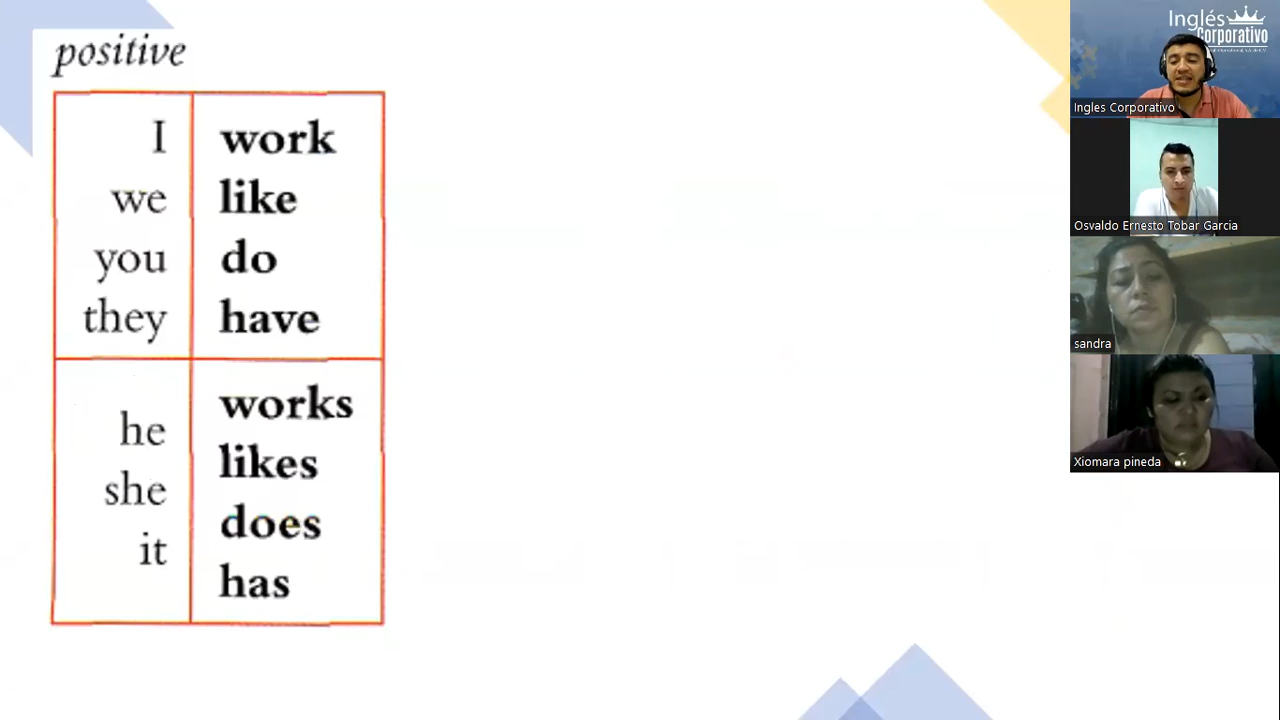 positive
I work
we like
you do
they have
he works
she likes
it does
has
Inglés
Corporativo
Ingles Corporativo
Osvaldo Ernesto Tobar Garcia
sandra
Xiomara pineda